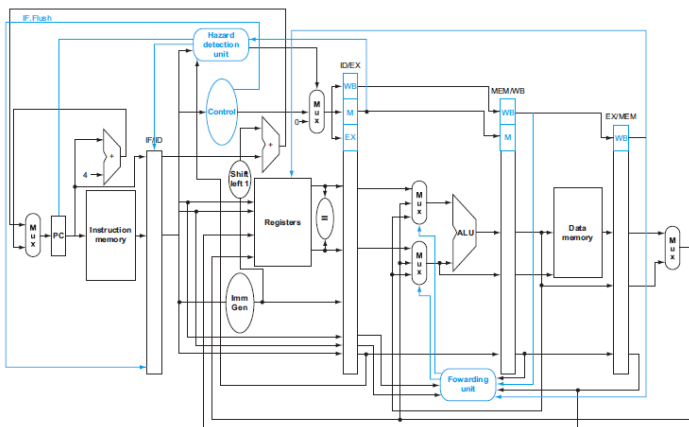 IF.Flush
Hazard
detection
unit
ID/EX
WB
MEM/WB
WB
EX/MEM
WB
Control
M
u
x
0
M
M
EX
IF/ID
+
+
4
Shift
left 1
M
u
x
PC
Instruction
memory
Registers
=
M
u
x
M
u
x
ALU
Data
memory
M
u
x
Imm
Gen
Fowarding
unit